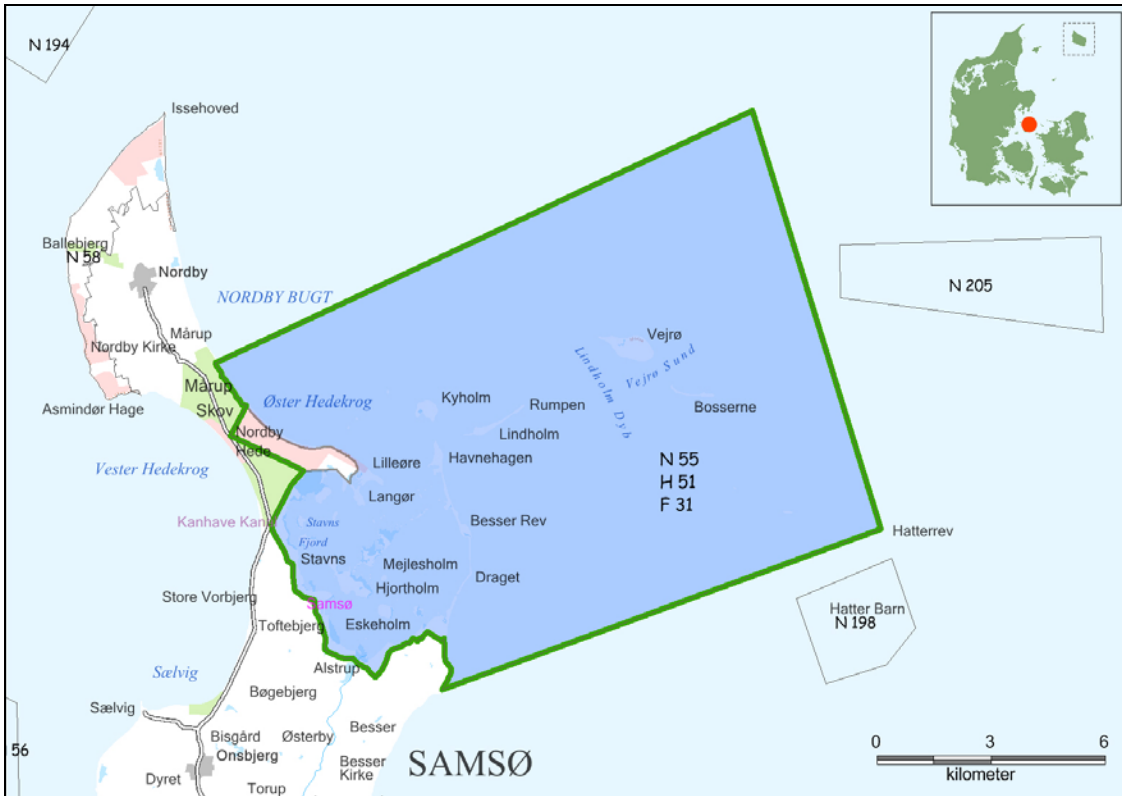 N 194
Issehoved
Ballebjerg
N 58
Nordby
NORDBY BUGT
N 205
Mårup
Nordby Kirke
Vejrø
Lindholm Dyb
Vejrø Sund
Mårup
Skov
Asmindør Hage
Øster Hedekrog
Kyholm
Rumpen
Bosserne
Nordby
Hede
Lindholm
Vester Hedekrog
Lilleøre
Havnehagen
N 55
H 51
F 31
Langør
Kanhave Kanal
Stavns
Fjord
Besser Rev
Hatterrev
Stavns
Mejlesholm
Draget
Hjortholm
Store Vorbjerg
Samsø
Hatter Barn
N 198
Toftebjerg
Eskeholm
Sælvig
Alstrup
Bøgebjerg
Sælvig
Besser
Bisgård
Østerby
56
Onsbjerg
Besser
Kirke
SAMSØ
Dyret
Torup
0 3 6
kilometer